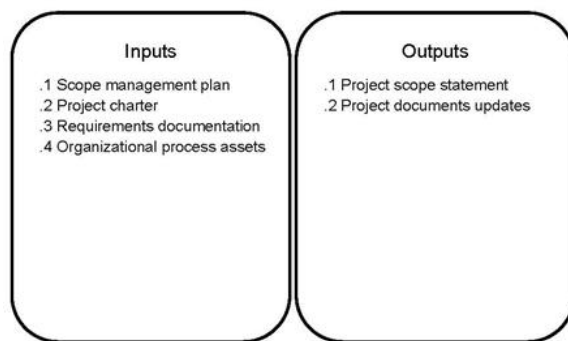 Inputs
.1 Scope management plan
.2 Project charter
.3 Requirements documentation
.4 Organizational process assets
Outputs
.1 Project scope statement
.2 Project documents updates